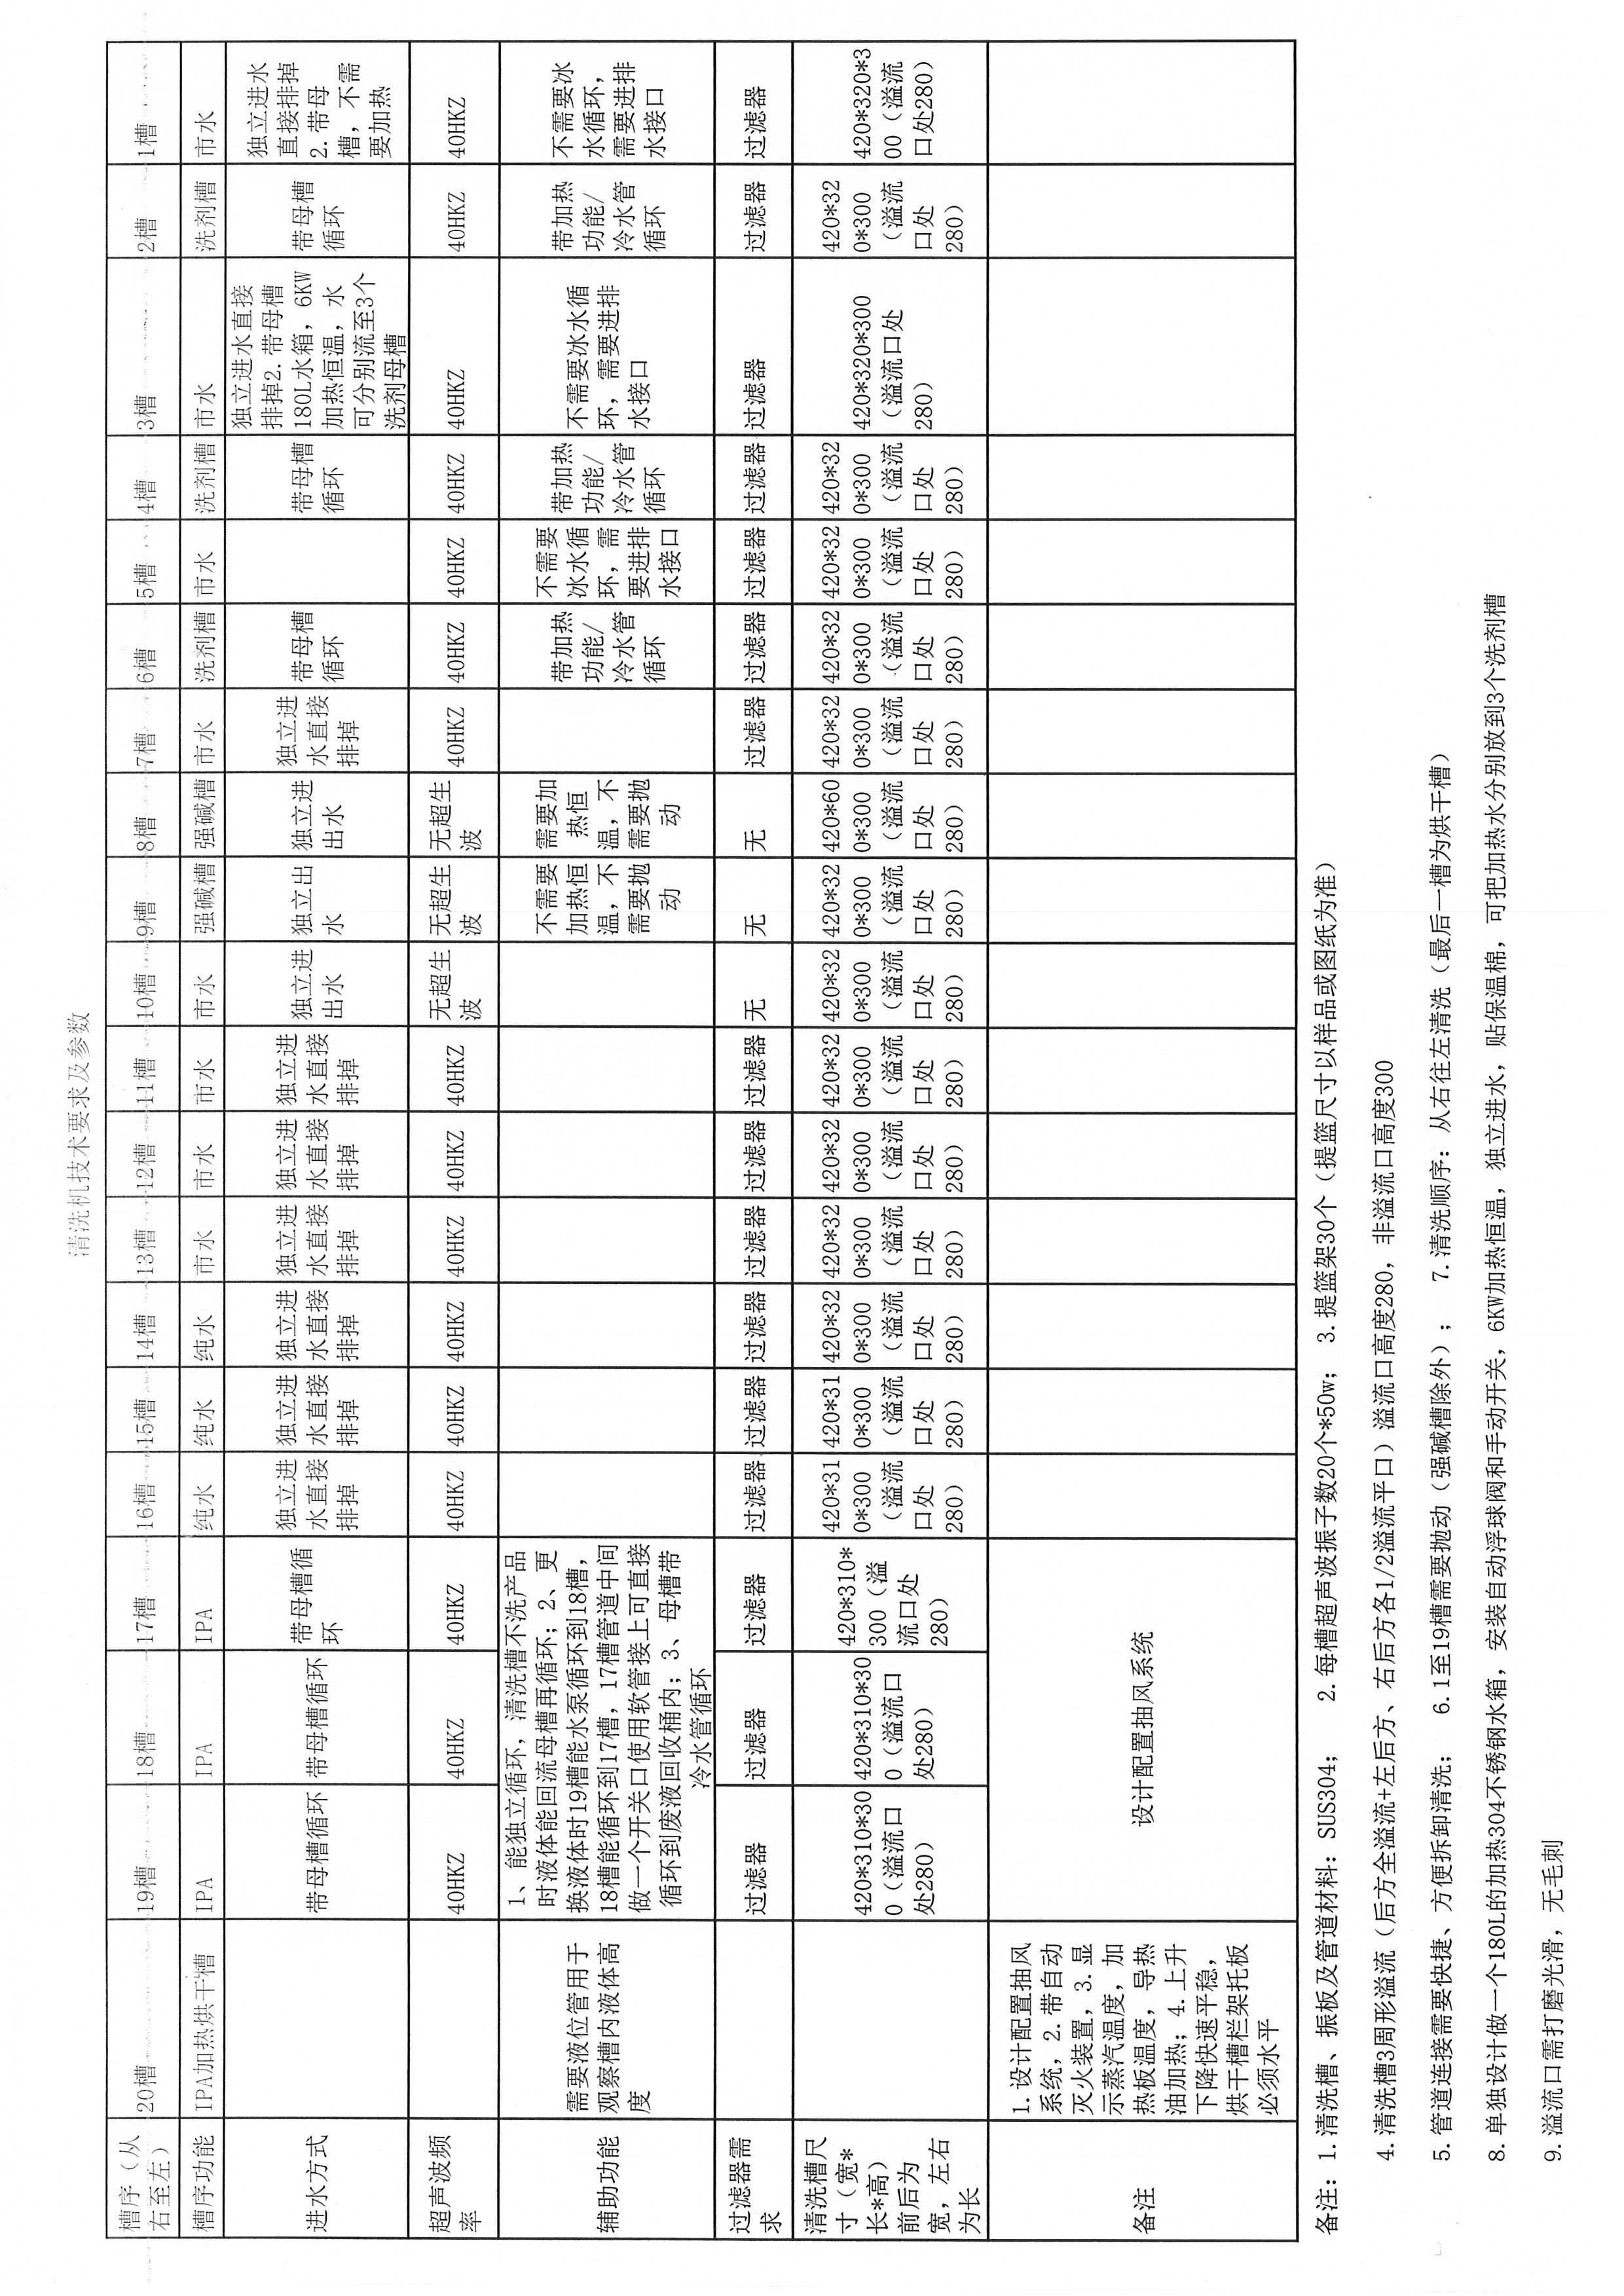 清洗机技术要求及参数
槽序（从
右至左）
20槽
19槽
18槽
17槽
16槽
15槽
14槽
13槽
12槽
11槽
10槽
9槽
8槽
7槽
6槽
5槽
4槽
3槽
2槽
1槽
槽序功能
IPA加热烘干槽
IPA
IPA
IPA
纯水
纯水
纯水
市水
市水
市水
市水
强碱槽
强碱槽
市水
洗剂槽
市水
洗剂槽
市水
洗剂槽
市水
进水方式
带母槽循环
带母槽循环
带母槽循
环
独立进
水直接
排掉
独立进
水直接
排掉
独立进
水直接
排掉
独立进
水直接
排掉
独立进
水直接
排掉
独立进
水直接
排掉
独立进
出水
独立出
水
独立进
出水
独立进
水直接
排掉
带母槽
循环
带母槽
循环
独立进水直接
排掉2.带母槽
180L水箱，6KW
加热恒温，水
可分别流至3个
洗剂母槽
带母槽
循环
独立进水
直接排掉
2.带母
槽，不需
要加热
超声波频
率
40HKZ
40HKZ
40HKZ
40HKZ
40HKZ
40HKZ
40HKZ
40HKZ
40HKZ
无超生
波
无超生
波
无超生
波
40HKZ
40HKZ
40HKZ
40HKZ
40HKZ
40HKZ
40HKZ
辅助功能
需要液位管用于
观察槽内液体高
度
1、能独立循环，清洗槽不洗产品
时液体能回流母槽再循环；2、更
换液体时19槽能水泵循环到18槽，
18槽能循环到17槽，17槽管道中间
做一个开关口使用软管接上可直接
循环到废液回收桶内；3、母槽带
冷水管循环
不需要
加热恒
温，不
需要抛
动
需要加
热恒
温，不
需要抛
动
带加热
功能/
冷水管
循环
不需要
冰水循
环，需
要进排
水接口
带加热
功能/
冷水管
循环
不需要冰水循
环，需要进排
水接口
带加热
功能/
冷水管
循环
不需要冰
水循环，
需要进排
水接口
过滤器需
求
过滤器
过滤器
过滤器
过滤器
过滤器
过滤器
过滤器
过滤器
过滤器
无
无
无
过滤器
过滤器
过滤器
过滤器
过滤器
过滤器
过滤器
清洗槽尺
寸（宽*
长*高）
前后为
宽，左右
为长
420*310*30
0（溢流口
处280）
420*310*30
0（溢流口
处280）
420*310*
300（溢
流口处
280）
420*31
0*300
（溢流
口处
280）
420*31
0*300
（溢流
口处
280）
420*32
0*300
（溢流
口处
280）
420*32
0*300
（溢流
口处
280）
420*32
0*300
（溢流
口处
280）
420*32
0*300
（溢流
口处
280）
420*32
0*300
（溢流
口处
280）
420*32
0*300
（溢流
口处
280）
420*60
0*300
（溢流
口处
280）
420*32
0*300
（溢流
口处
280）
420*32
0*300
（溢流
口处
280）
420*32
0*300
（溢流
口处
280）
420*32
0*300
（溢流
口处
280）
420*320*300
（溢流口处
280）
420*32
0*300
（溢流
口处
280）
420*320*3
00（溢流
口处280）
备注
1.设计配置抽风
系统，2.带自动
灭火装置，3.显
示蒸汽温度，加
热板温度，导热
油加热；4.上升
下降快速平稳，
烘干槽栏架托板
必须水平
设计配置抽风系统
备注：1.清洗槽、振板及管道材料：SUS304； 2.每槽超声波振子数20个*50w； 3.提篮架30个（提篮尺寸以样品或图纸为准）
4.清洗槽3周形溢流（后方全溢流+左后方、右后方各1/2溢流平口）溢流口高度280，非溢流口高度300
5.管道连接需要快捷、方便拆卸清洗； 6.1至19槽需要抛动（强碱槽除外）； 7.清洗顺序：从右往左清洗（最后一槽为烘干槽）
8.单独设计做一个180L的加热304不锈钢水箱，安装自动浮球阀和手动开关，6KW加热恒温，独立进水，贴保温棉，可把加热水分别放到3个洗剂槽
9.溢流口需打磨光滑，无毛刺